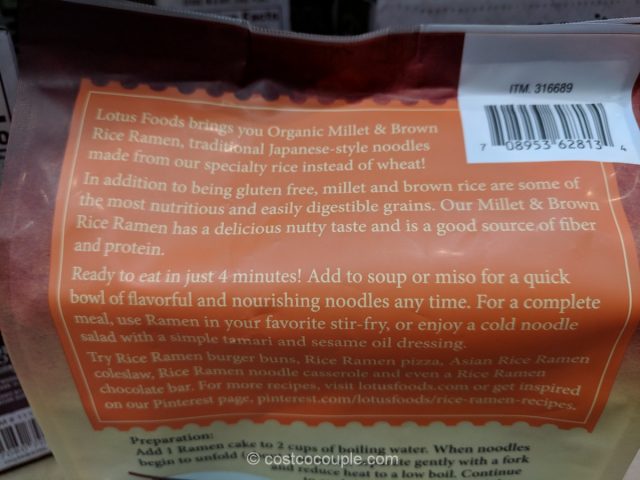 ITM. 316689
7 08953 62813 4
Lotus Foods brings you Organic Millet & Brown
Rice Ramen, traditional Japanese-style noodles
made from our specialty rice instead of wheat!
In addition to being gluten free, millet and brown rice are some of
the most nutritious and easily digestible grains. Our Millet & Brown
Rice Ramen has a delicious nutty taste and is a good source of fiber
and protein.
Ready to eat in just 4 minutes! Add to soup or miso for a quick
bowl of flavorful and nourishing noodles any time. For a complete
meal, use Ramen in your favorite stir-fry, or enjoy a cold noodle
salad with a simple tamari and sesame oil dressing.
Try Rice Ramen burger buns, Rice Ramen pizza, Asian Rice Ramen
coleslaw, Rice Ramen noodle casserole and even a Rice Ramen
chocolate bar. For more recipes, visit lotusfoods.com or get inspired
on our Pinterest page, pinterest.com/lotusfoods/rice-ramen-recipes.
Preparation:
Add 1 Ramen cake to 2 cups of boiling water. When noodles
begin to unfold gently with a fork
and reduce heat to a low boil. Continue
© costcocouple.com